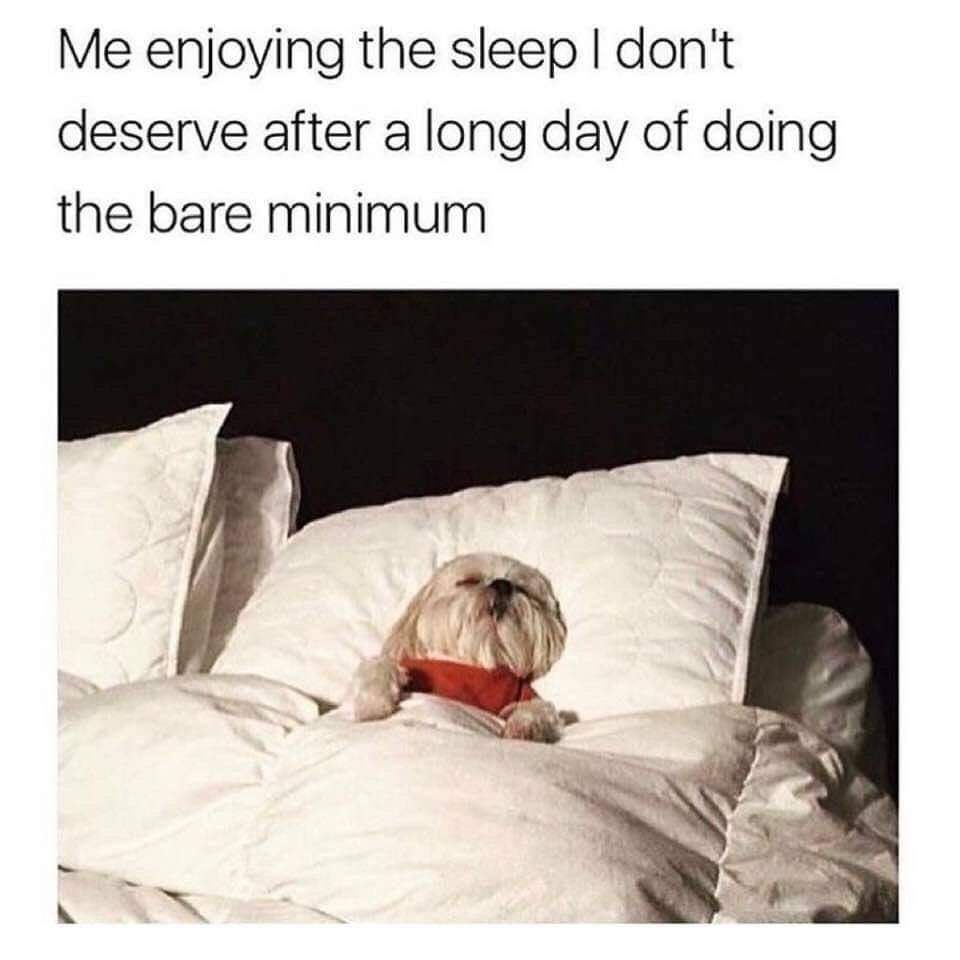 Me enjoying the sleep I don't
deserve after a long day of doing
the bare minimum